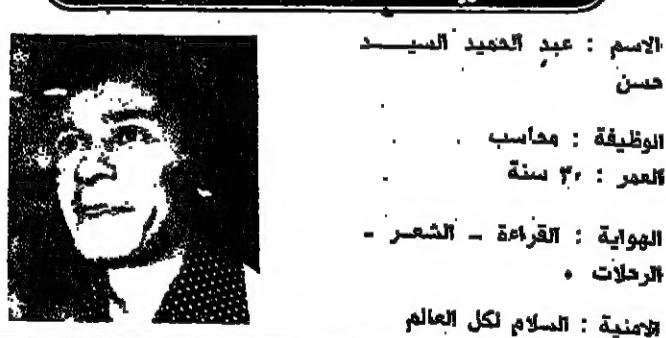 الاسم : عبد الحميد السيد
حسن
الوظيفة : محاسب
العمر : ٣٠ سنة
الهواية : القراءة - الشعر -
الرحلات .
الامنية : السلام لكل العالم